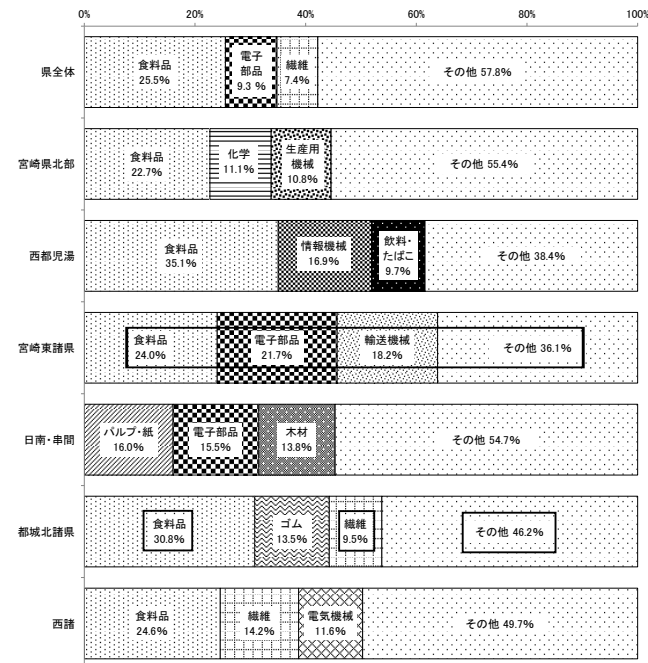 0% 20% 40% 60% 80% 100%
県全体
食料品
25.5%
電子
部品
9.3 %
繊維
7.4%
その他 57.8%
宮崎県北部
食料品
22.7%
化学
11.1%
生産用
機械
10.8%
その他 55.4%
西都児湯
食料品
35.1%
情報機械
16.9%
飲料・
たばこ
9.7%
その他 38.4%
宮崎東諸県
食料品
24.0%
電子部品
21.7%
輸送機械
18.2%
その他 36.1%
日南・串間
パルプ・紙
16.0%
電子部品
15.5%
木材
13.8%
その他 54.7%
都城北諸県
食料品
30.8%
ゴム
13.5%
繊維
9.5%
その他 46.2%
西諸
食料品
24.6%
繊維
14.2%
電気機械
11.6%
その他 49.7%